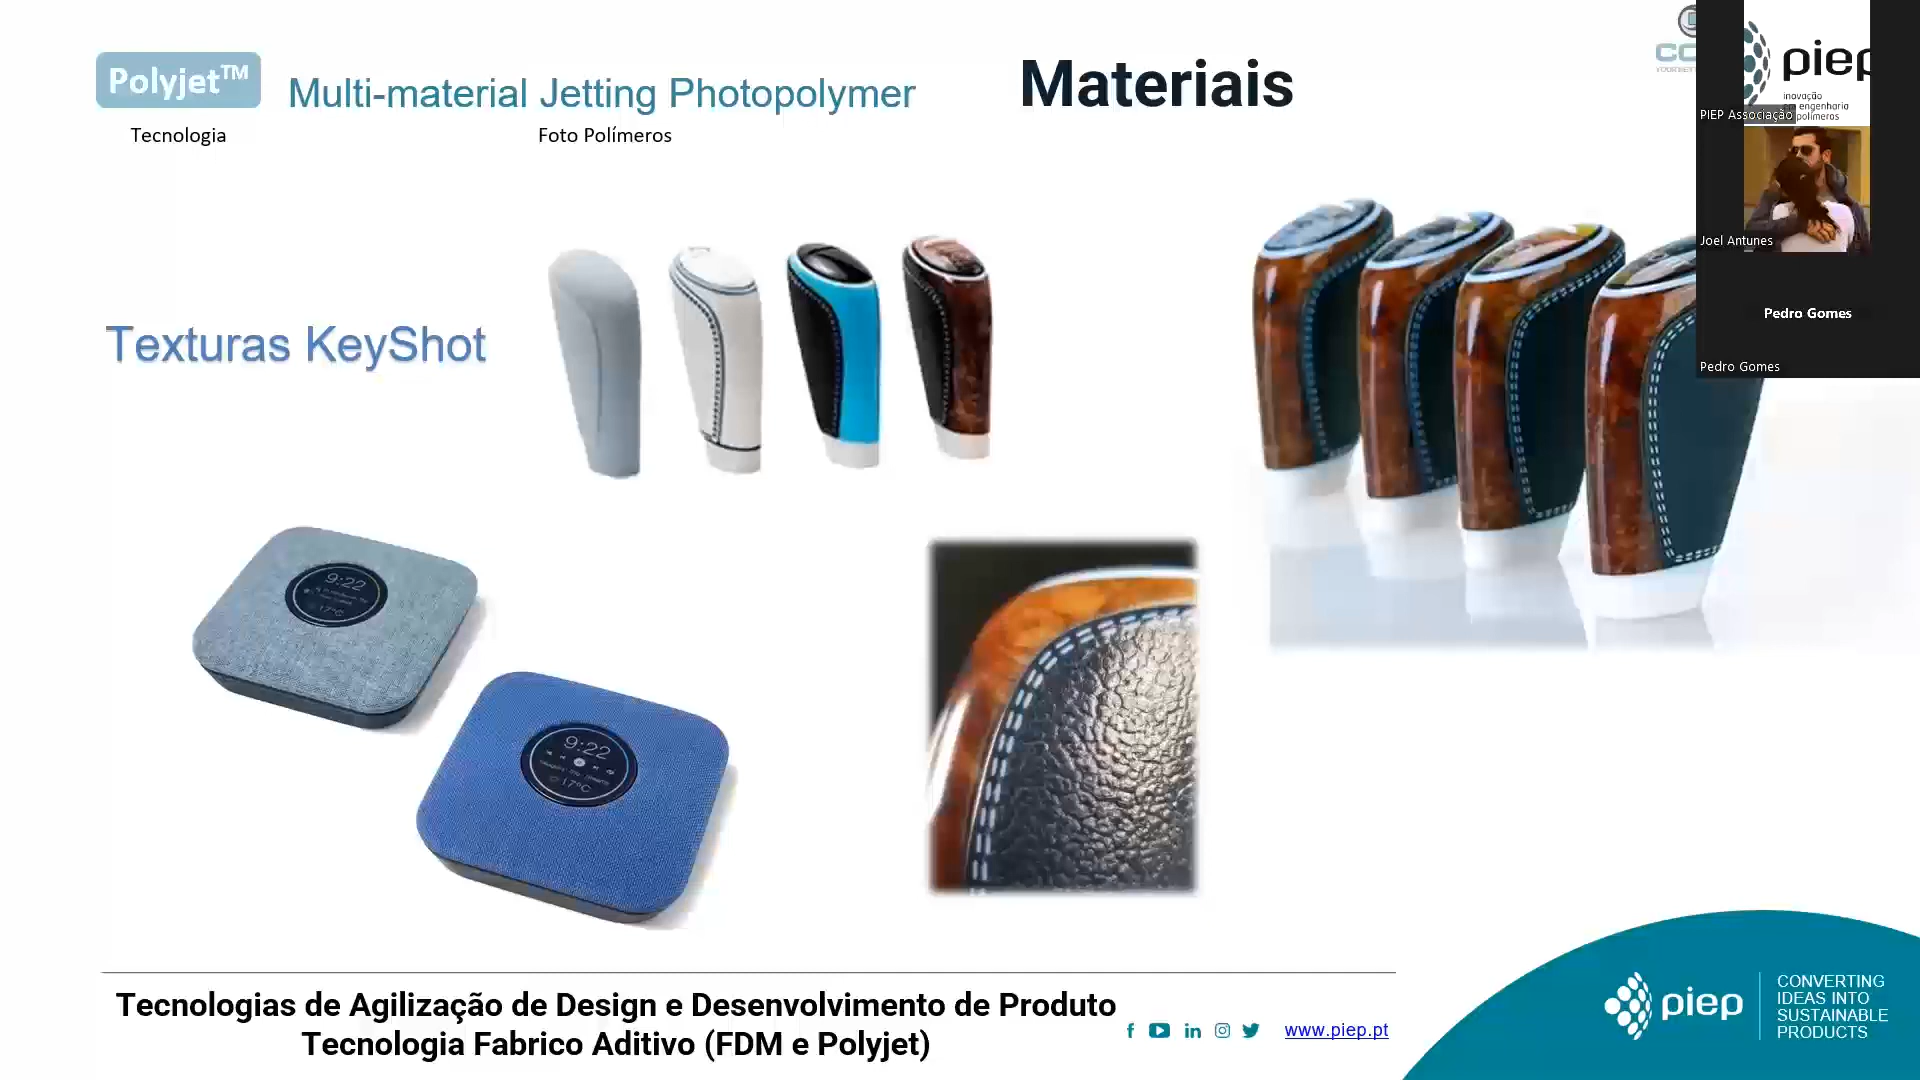 Polyjet™
Multi-material Jetting Photopolymer
Materiais
Tecnologia
Foto Polímeros
piep
inovação
engenharia
polímeros
PIEP Associação
Joel Antunes
Pedro Gomes
Pedro Gomes
Texturas KeyShot
9:22
17°C
9:22
17°C
Tecnologias de Agilização de Design e Desenvolvimento de Produto
Tecnologia Fabrico Aditivo (FDM e Polyjet)
www.piep.pt
piep
CONVERTING
IDEAS INTO
SUSTAINABLE
PRODUCTS